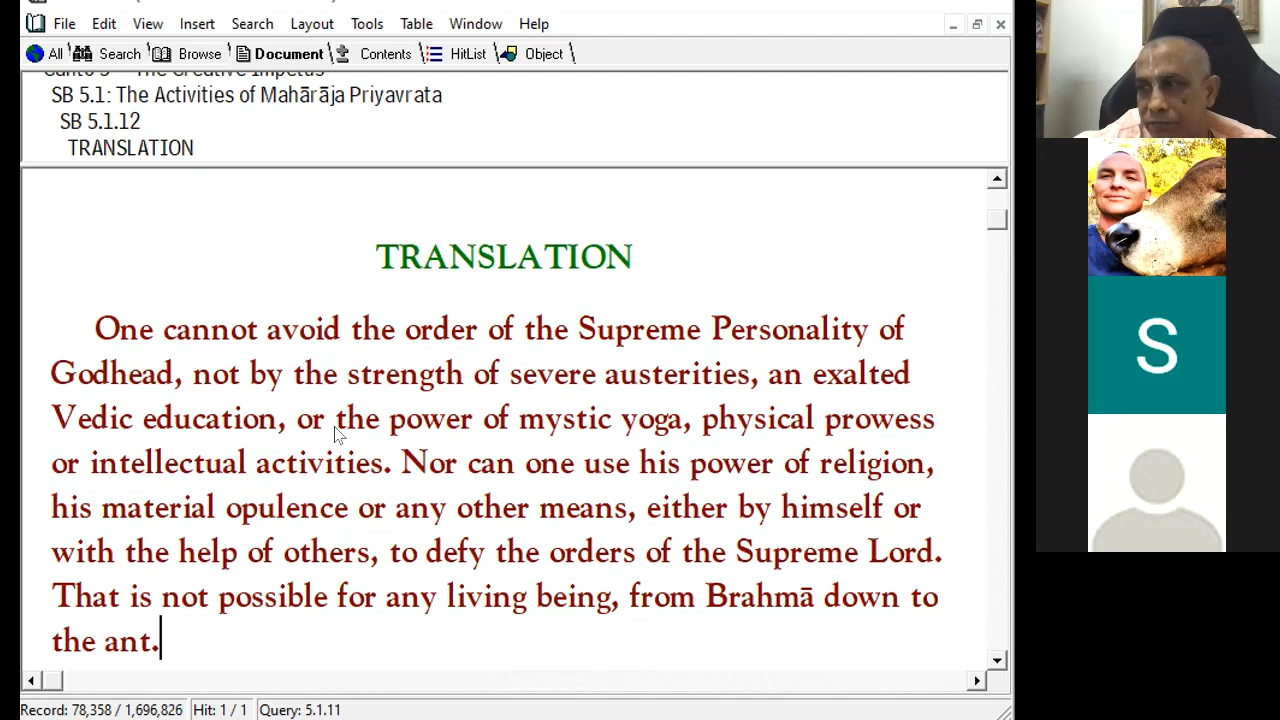 File Edit View Insert Search Layout Tools Table Window Help
All Search Browse Document Contents HitList Object
Canto 5 The Creative Impetus
SB 5.1: The Activities of Mahārāja Priyavrata
SB 5.1.12
TRANSLATION
TRANSLATION
One cannot avoid the order of the Supreme Personality of
Godhead, not by the strength of severe austerities, an exalted
Vedic education, or the power of mystic yoga, physical prowess
or intellectual activities. Nor can one use his power of religion,
his material opulence or any other means, either by himself or
with the help of others, to defy the orders of the Supreme Lord.
That is not possible for any living being, from Brahmā down to
the ant.
Record: 78,358 / 1,696,826 Hit: 1 / 1 Query: 5.1.11
S